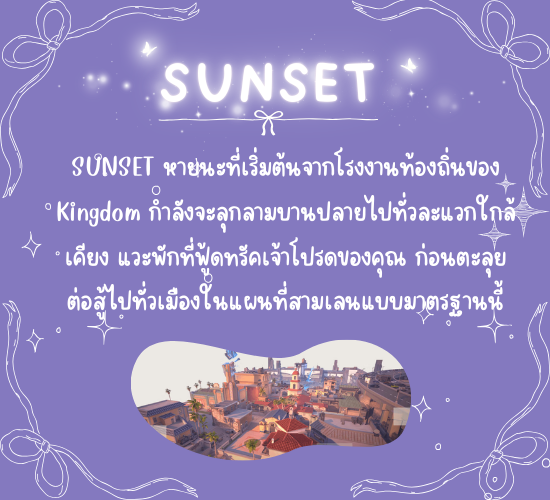 SUNSET
SUNSET หายนะที่เริ่มต้นจากโรงงานท้องถิ่นของ
Kingdom กำลังจะลุกลามบานปลายไปทั่วละแวกใกล้
เคียง แวะพักที่ฟู้ดทรัคเจ้าโปรดของคุณ ก่อนตะลุย
ต่อสู้ไปทั่วเมืองในแผนที่สามเลนแบบมาตรฐานนี้